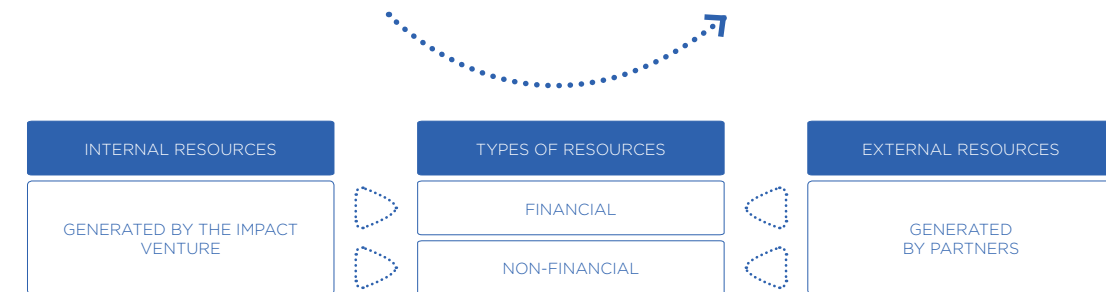 INTERNAL RESOURCES
TYPES OF RESOURCES
EXTERNAL RESOURCES
GENERATED BY THE IMPACT
VENTURE
FINANCIAL
NON-FINANCIAL
GENERATED
BY PARTNERS